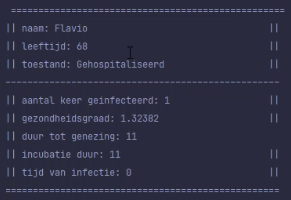 ==============================================
|| naam: Flavio ||
|| leeftijd: 68 ||
|| toestand: Gehospitaliseerd ||
----------------------------------------------
|| aantal keer geinfecteerd: 1 ||
|| gezondheidsgraad: 1.32382 ||
|| duur tot genezing: 11 ||
|| incubatie duur: 11 ||
|| tijd van infectie: 0 ||
==============================================